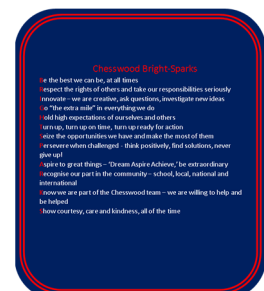 Chesswood Bright-Sparks
Be the best we can be, at all times
Respect the rights of others and take our responsibilities seriously
Innovate – we are creative, ask questions, investigate new ideas
Go "the extra mile" in everything we do
Hold high expectations of ourselves and others
Turn up, turn up on time, turn up ready for action
Seize the opportunities we have and make the most of them
Persevere when challenged - think positively, find solutions, never
give up!
Aspire to great things – 'Dream Aspire Achieve,' be extraordinary
Recognise our part in the community – school, local, national and
international
Know we are part of the Chesswood team – we are willing to help and
be helped
Show courtesy, care and kindness, all of the time